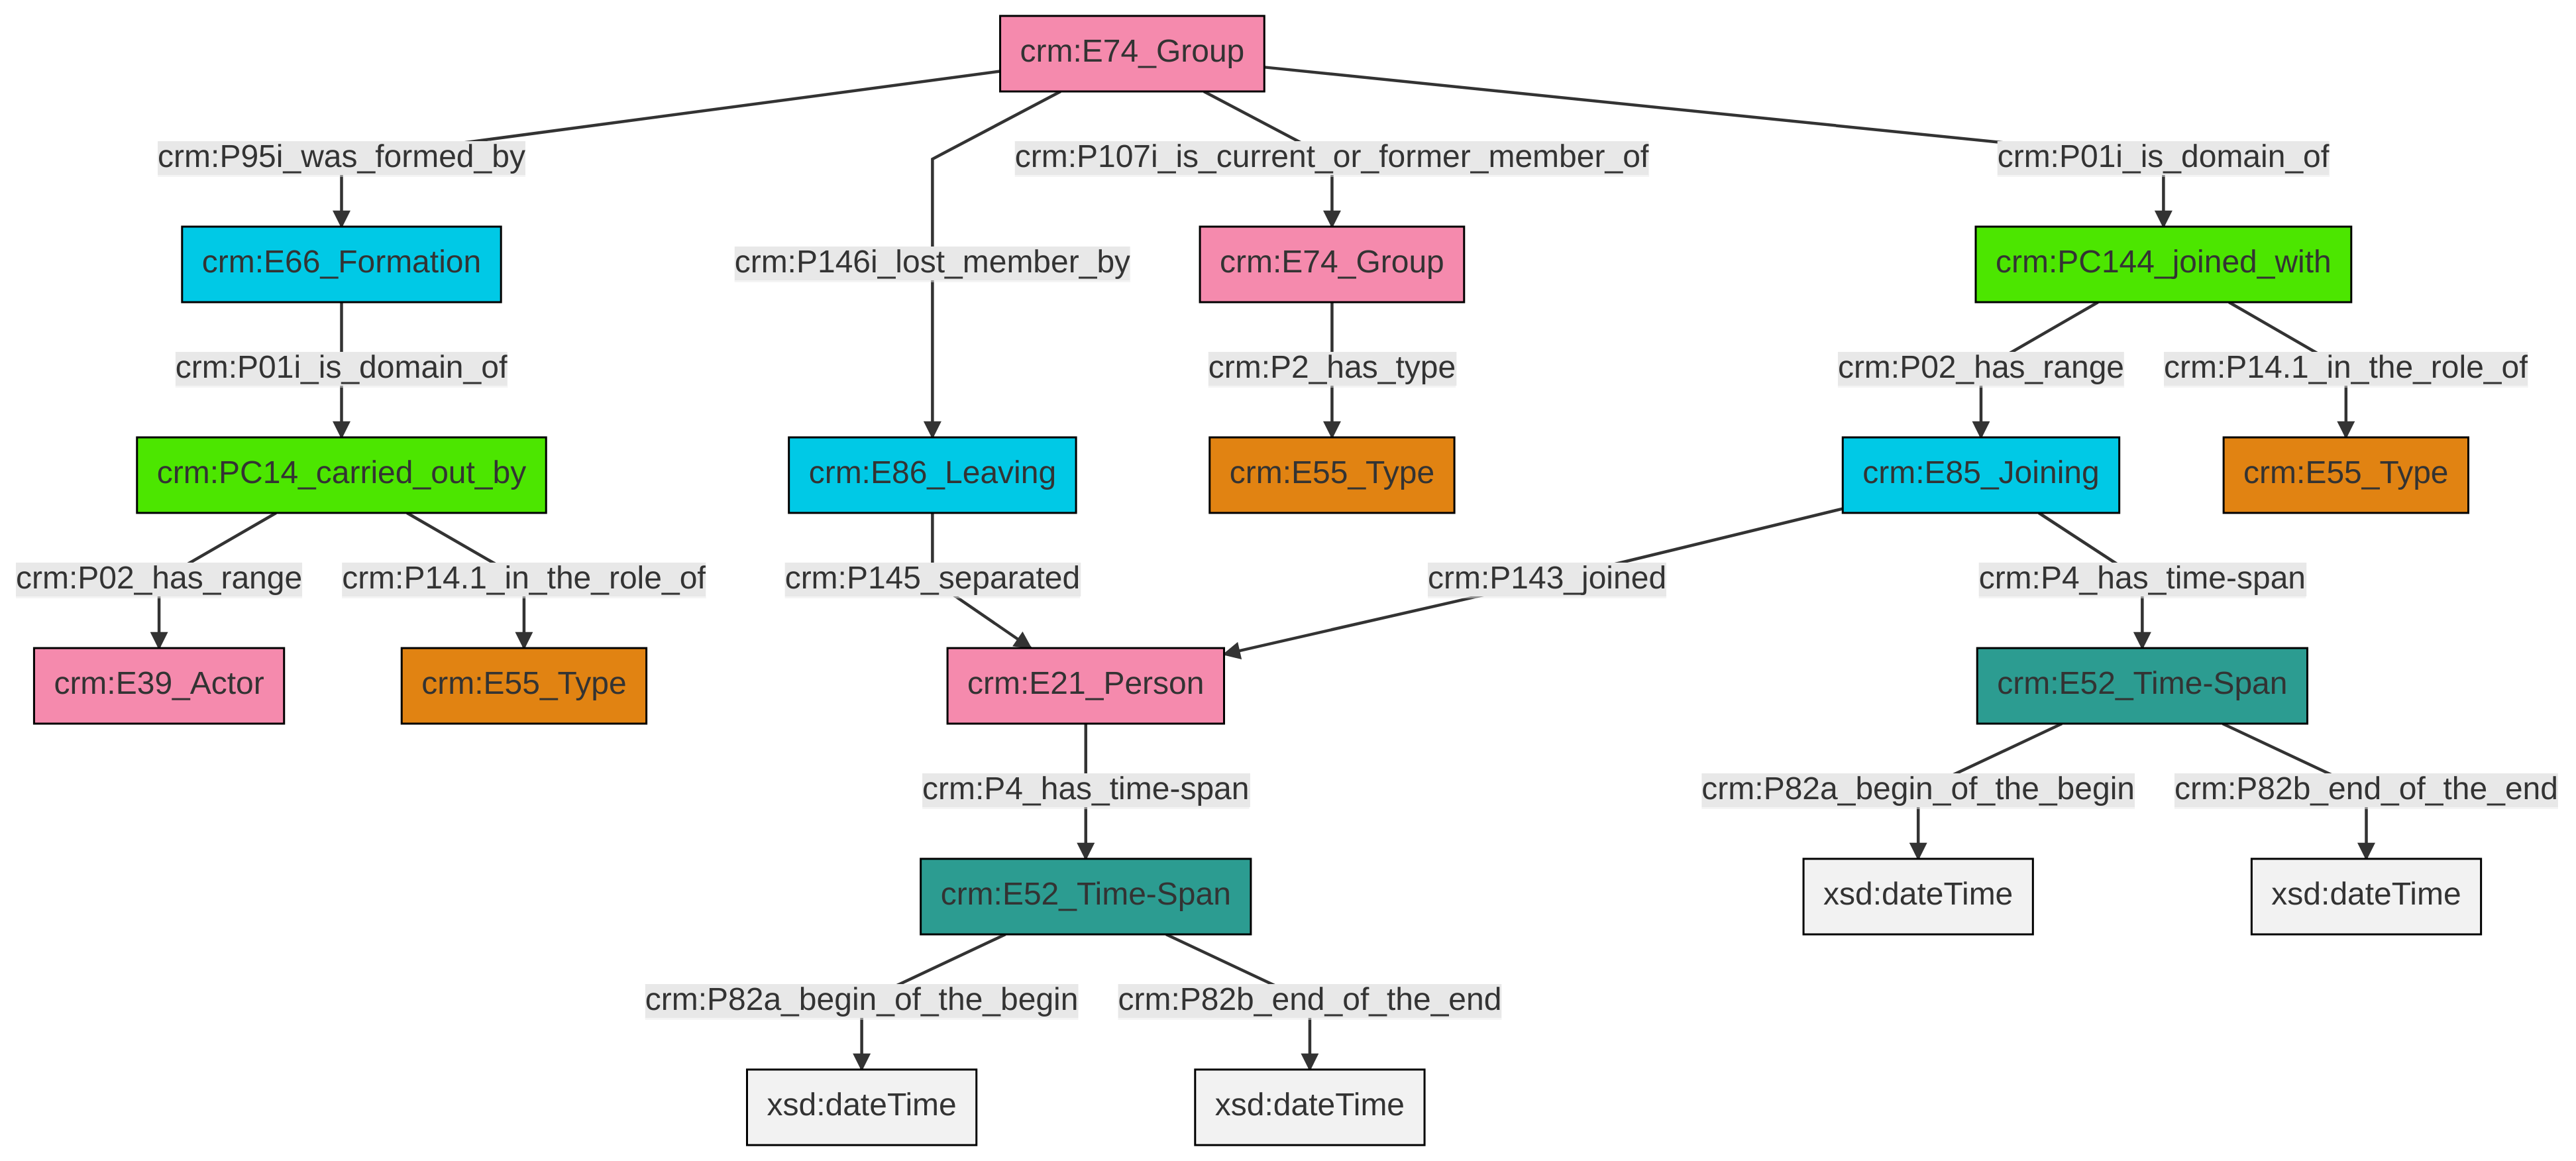 crm:E74_Group
crm:P95i_was_formed_by
crm:P107i_is_current_or_former_member_of
crm:P01i_is_domain_of
crm:E66_Formation
crm:P146i_lost_member_by
crm:E74_Group
crm:PC144_joined_with
crm:P01i_is_domain_of
crm:P2_has_type
crm:P02_has_range
crm:P14.1_in_the_role_of
crm:PC14_carried_out_by
crm:E86_Leaving
crm:E55_Type
crm:E85_Joining
crm:E55_Type
crm:P02_has_range
crm:P14.1_in_the_role_of
crm:P145_separated
crm:P143_joined
crm:P4_has_time-span
crm:E39_Actor
crm:E55_Type
crm:E21_Person
crm:E52_Time-Span
crm:P4_has_time-span
crm:P82a_begin_of_the_begin
crm:P82b_end_of_the_end
crm:E52_Time-Span
xsd:dateTime
xsd:dateTime
crm:P82a_begin_of_the_begin
crm:P82b_end_of_the_end
xsd:dateTime
xsd:dateTime